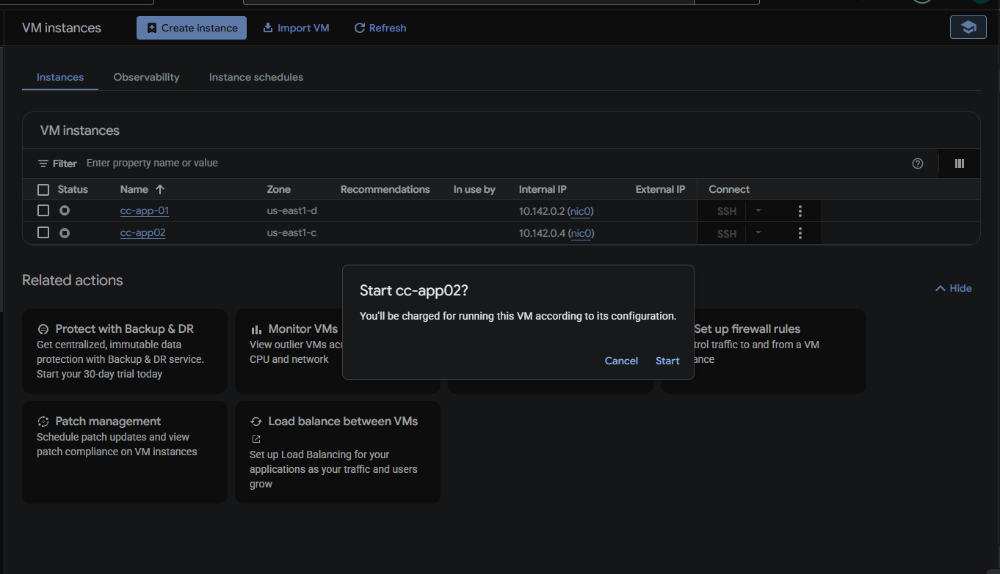 VM instances
Create instance
Import VM
Refresh
Instances
Observability
Instance schedules
VM instances
Filter
Enter property name or value
Status
Name
Zone
Recommendations
In use by
Internal IP
External IP
Connect
cc-app-01
us-east1-d
10.142.0.2 (nic0)
SSH
cc-app02
us-east1-c
10.142.0.4 (nic0)
SSH
Related actions
Hide
Start cc-app02?
You'll be charged for running this VM according to its configuration.
Cancel
Start
Protect with Backup & DR
Get centralized, immutable data
protection with Backup & DR service.
Start your 30-day trial today
Monitor VMs
View outlier VMs
CPU and network
Set up firewall rules
traffic to and from a VM
Patch management
Schedule patch updates and view
patch compliance on VM instances
Load balance between VMs
Set up Load Balancing for your
applications as your traffic and users
grow